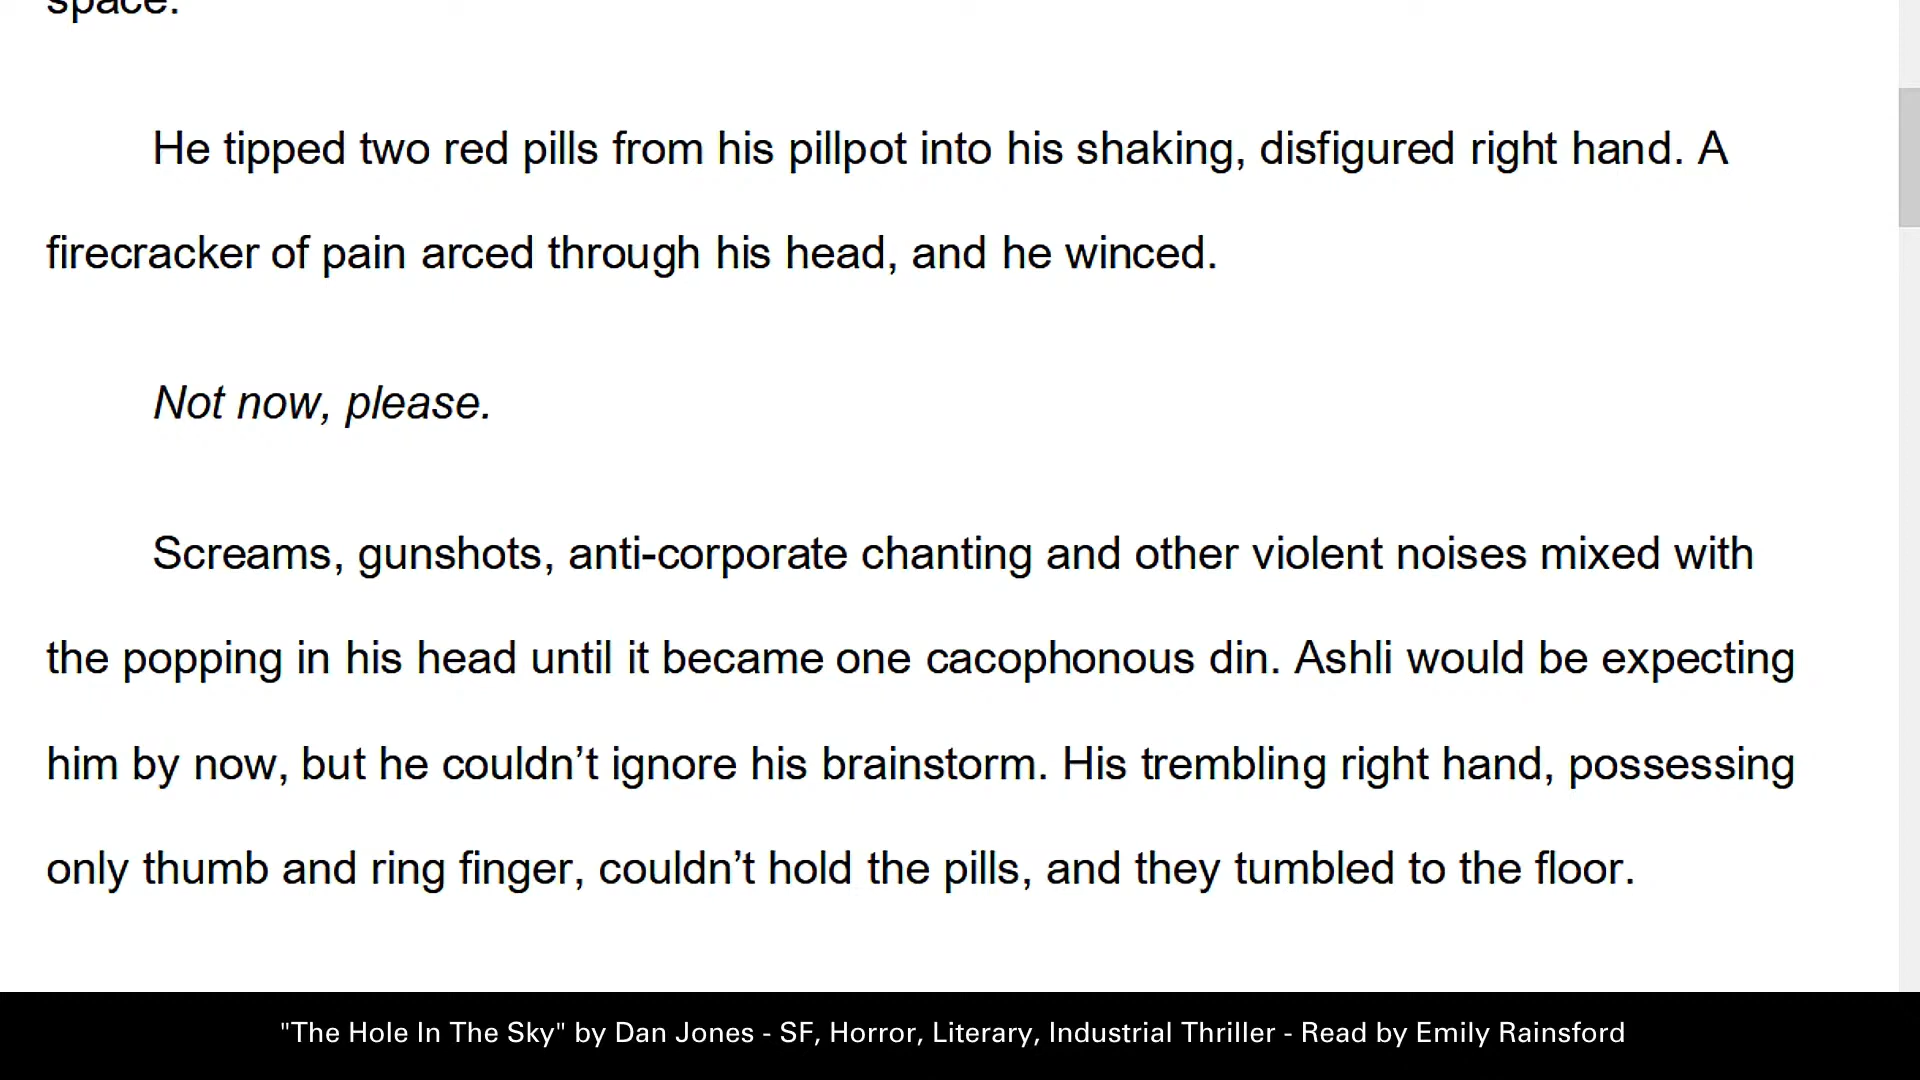 space.
He tipped two red pills from his pillpot into his shaking, disfigured right hand. A
firecracker of pain arced through his head, and he winced.
Not now, please.
Screams, gunshots, anti-corporate chanting and other violent noises mixed with
the popping in his head until it became one cacophonous din. Ashli would be expecting
him by now, but he couldn’t ignore his brainstorm. His trembling right hand, possessing
only thumb and ring finger, couldn’t hold the pills, and they tumbled to the floor.
"The Hole In The Sky" by Dan Jones - SF, Horror, Literary, Industrial Thriller - Read by Emily Rainsford